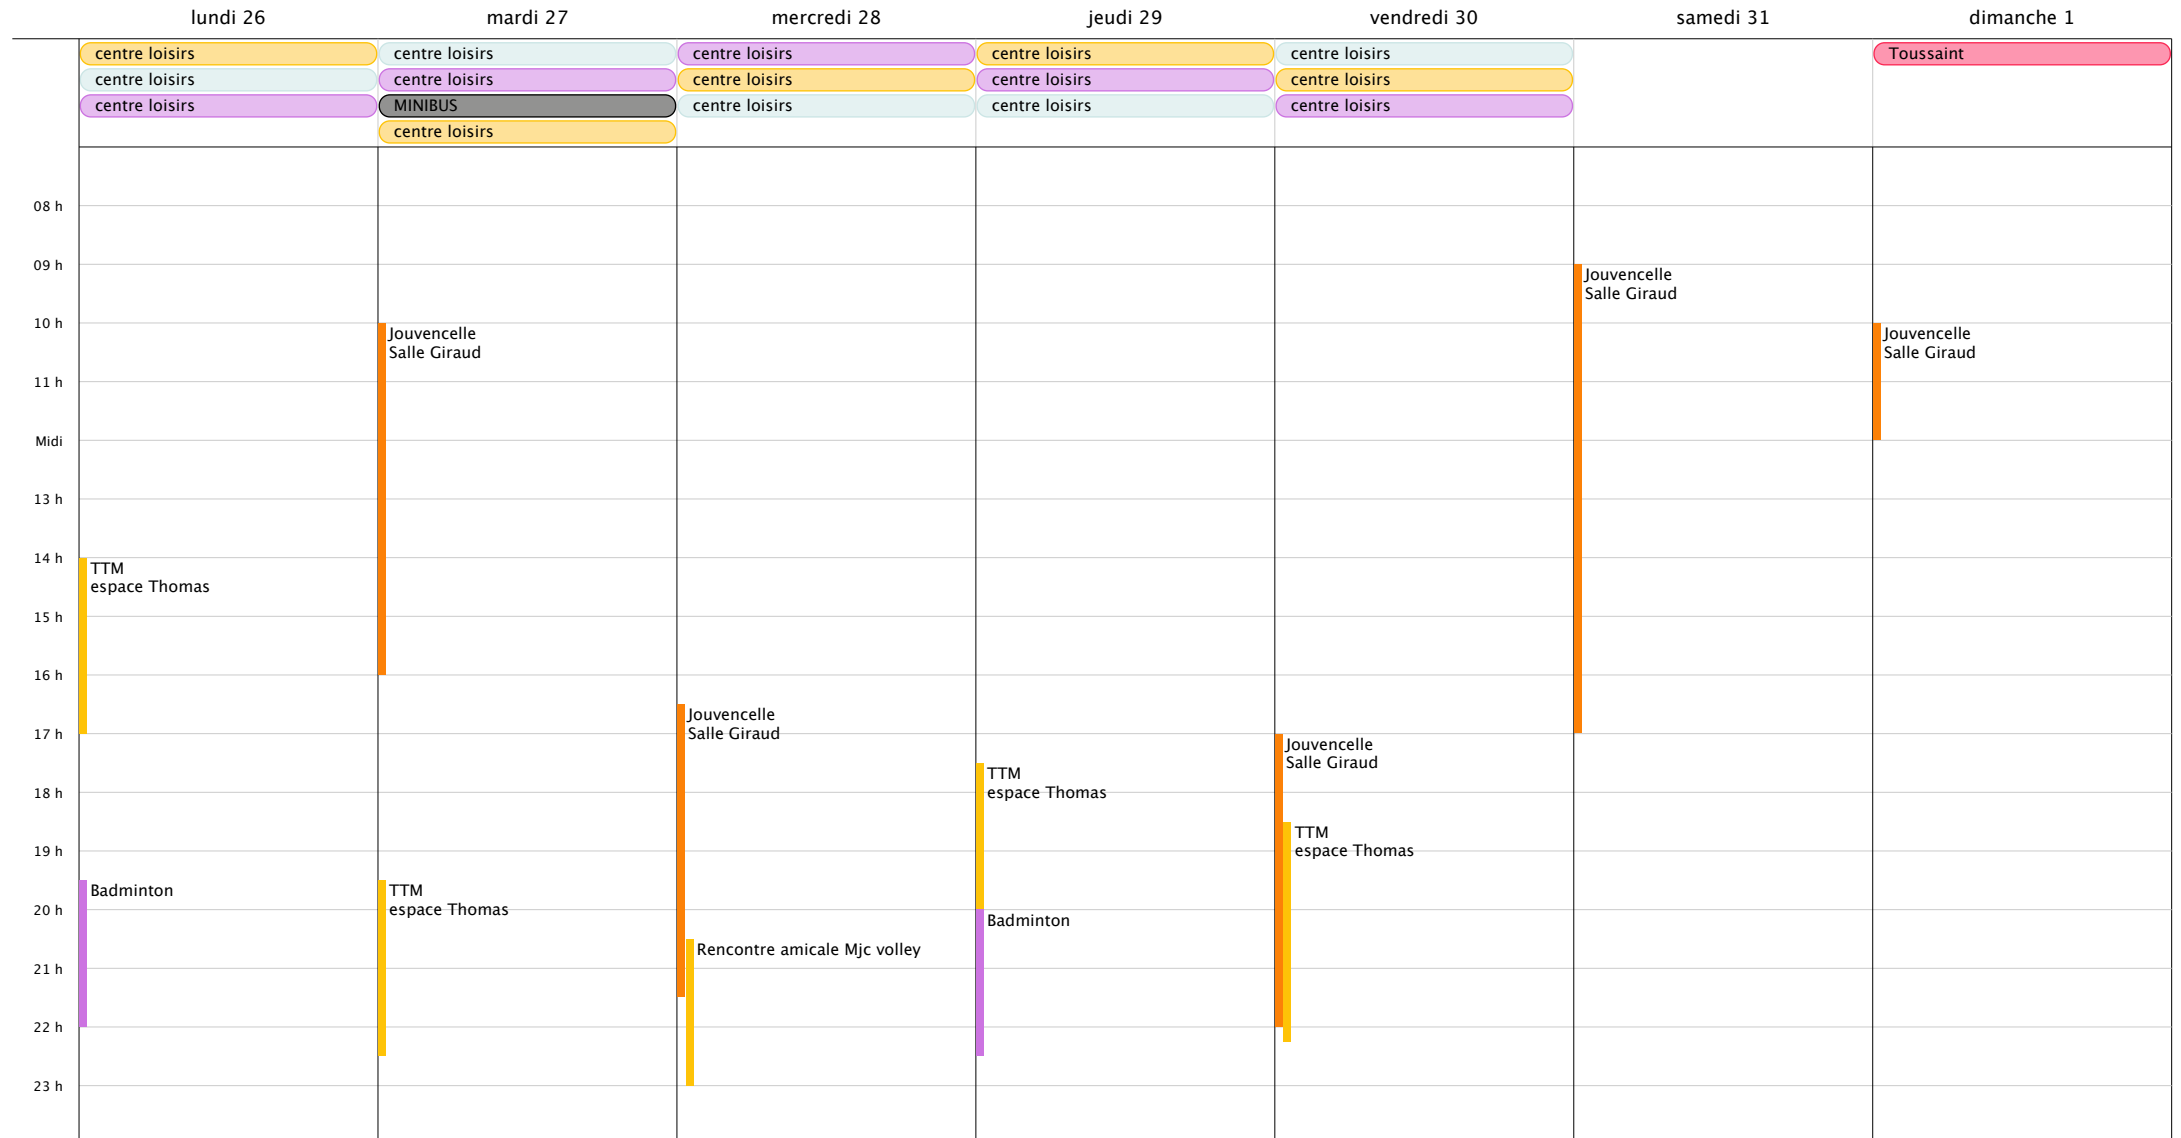 lundi 26
mardi 27
mercredi 28
jeudi 29
vendredi 30
samedi 31
dimanche 1
centre loisirs
centre loisirs
centre loisirs
centre loisirs
centre loisirs
Toussaint
centre loisirs
centre loisirs
centre loisirs
centre loisirs
centre loisirs
centre loisirs
MINIBUS
centre loisirs
centre loisirs
centre loisirs
centre loisirs
08 h
09 h
10 h
11 h
Midi
13 h
14 h
15 h
16 h
17 h
18 h
19 h
20 h
21 h
22 h
23 h
TTM
espace Thomas
Badminton
Jouvencelle
Salle Giraud
TTM
espace Thomas
Jouvencelle
Salle Giraud
Rencontre amicale Mjc volley
TTM
espace Thomas
Badminton
Jouvencelle
Salle Giraud
TTM
espace Thomas
Jouvencelle
Salle Giraud
Jouvencelle
Salle Giraud